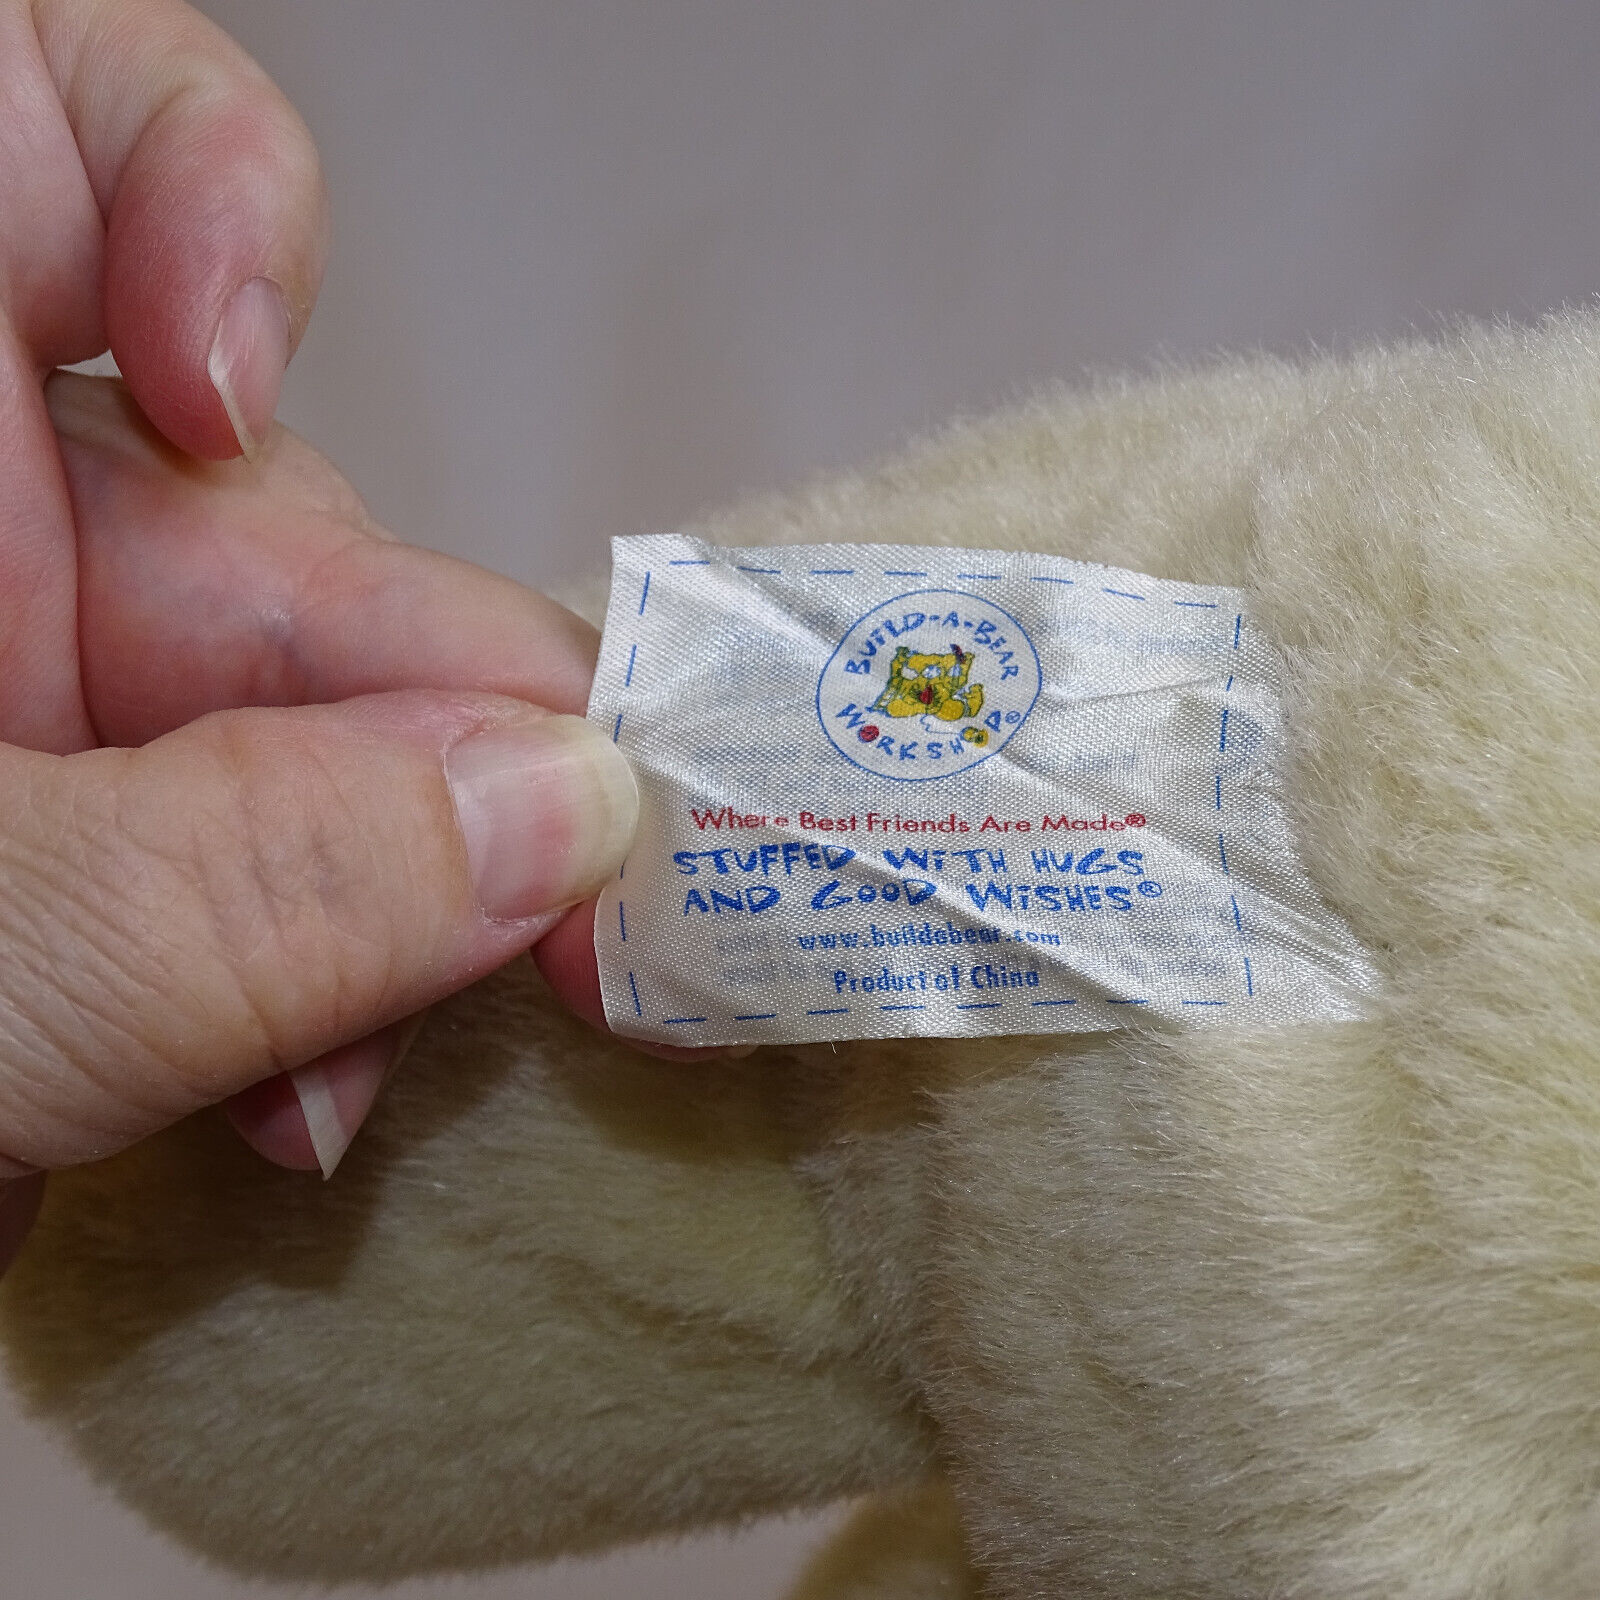 BUILD-A-BEAR
WORKSHOP®
Where Best Friends Are Made®
STUFFED WITH HUGS
AND GOOD WISHES®
www.buildabear.com
Product of China